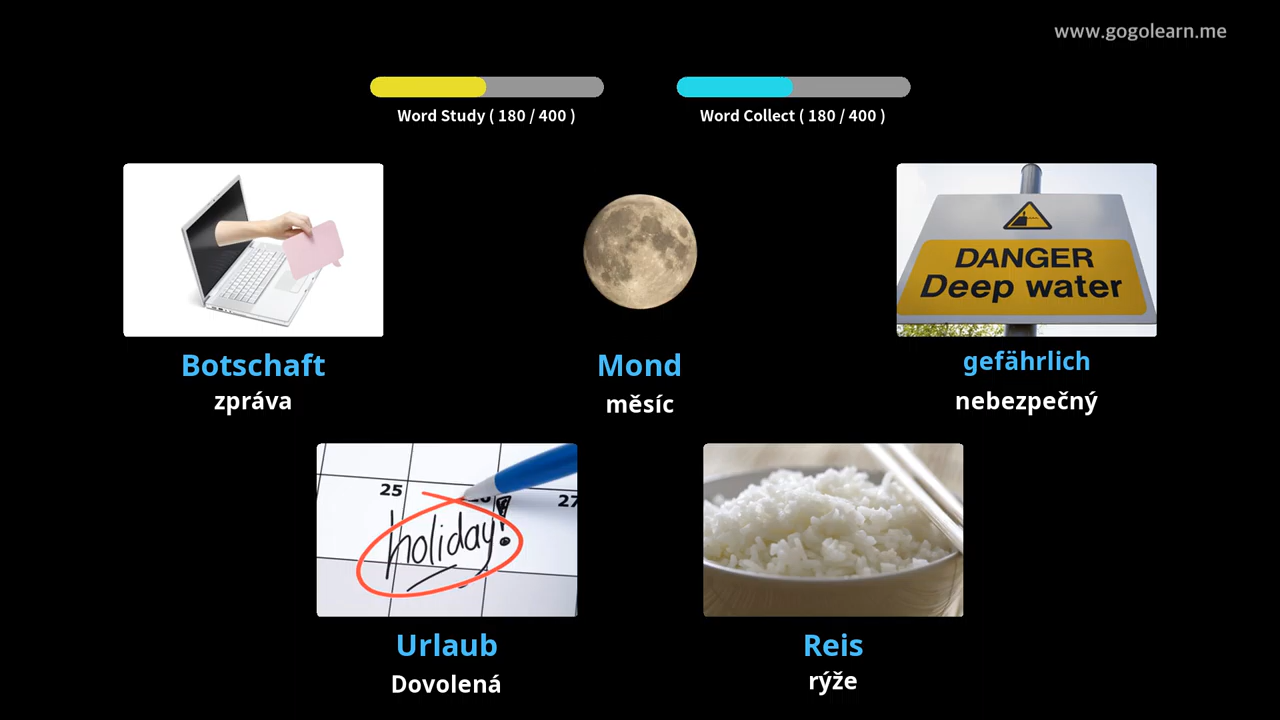 www.gogolearn.me
Word Study ( 180 / 400 )
Word Collect ( 180 / 400 )
DANGER
Deep water
Botschaft
zpráva
Mond
měsíc
gefährlich
nebezpečný
25
27
holiday!
Urlaub
Dovolená
Reis
rýže